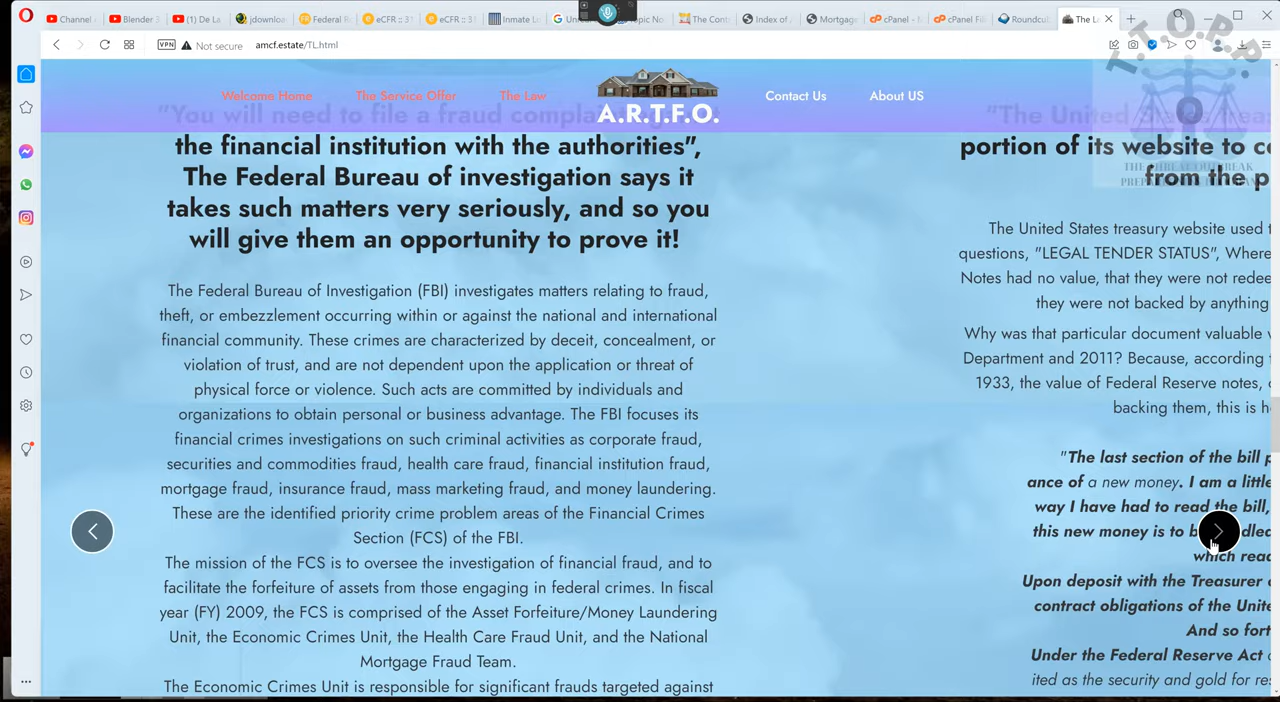 Channel
Blender 3
(1) De La
jdownloa
Federal R
eCFR :: 3
eCFR :: 31
Inmate L
The Cont
Index of
Mortgag
cPanel - F
cPanel Fil
Roundcu
The L
VPN
Not secure
amcf.estate/TL.html
T.T.O.P.P.
Welcome Home
The Service Offer
The Law
A.R.T.F.O.
Contact Us
About US
"You will need to file a fraud complain
the financial institution with the authorities",
The Federal Bureau of investigation says it
takes such matters very seriously, and so you
will give them an opportunity to prove it!
The Federal Bureau of Investigation (FBI) investigates matters relating to fraud,
theft, or embezzlement occurring within or against the national and international
financial community. These crimes are characterized by deceit, concealment, or
violation of trust, and are not dependent upon the application or threat of
physical force or violence. Such acts are committed by individuals and
organizations to obtain personal or business advantage. The FBI focuses its
financial crimes investigations on such criminal activities as corporate fraud,
securities and commodities fraud, health care fraud, financial institution fraud,
mortgage fraud, insurance fraud, mass marketing fraud, and money laundering.
These are the identified priority crime problem areas of the Financial Crimes
Section (FCS) of the FBI.
The mission of the FCS is to oversee the investigation of financial fraud, and to
facilitate the forfeiture of assets from those engaging in federal crimes. In fiscal
year (FY) 2009, the FCS is comprised of the Asset Forfeiture/Money Laundering
Unit, the Economic Crimes Unit, the Health Care Fraud Unit, and the National
Mortgage Fraud Team.
The Economic Crimes Unit is responsible for significant frauds targeted against
"The United States
portion of its website to c
from the p
The United States treasury website used t
questions, "LEGAL TENDER STATUS", Where
Notes had no value, that they were not rede
they were not backed by anything
Why was that particular document valuable
Department and 2011? Because, according
1933, the value of Federal Reserve notes,
backing them, this is h
"The last section of the bill p
ance of a new money. I am a little
way I have had to read the bill,
this new money is to b
which read
Upon deposit with the Treasurer
contract obligations of the Unite
And so fort
Under the Federal Reserve Act
ited as the security and gold for res